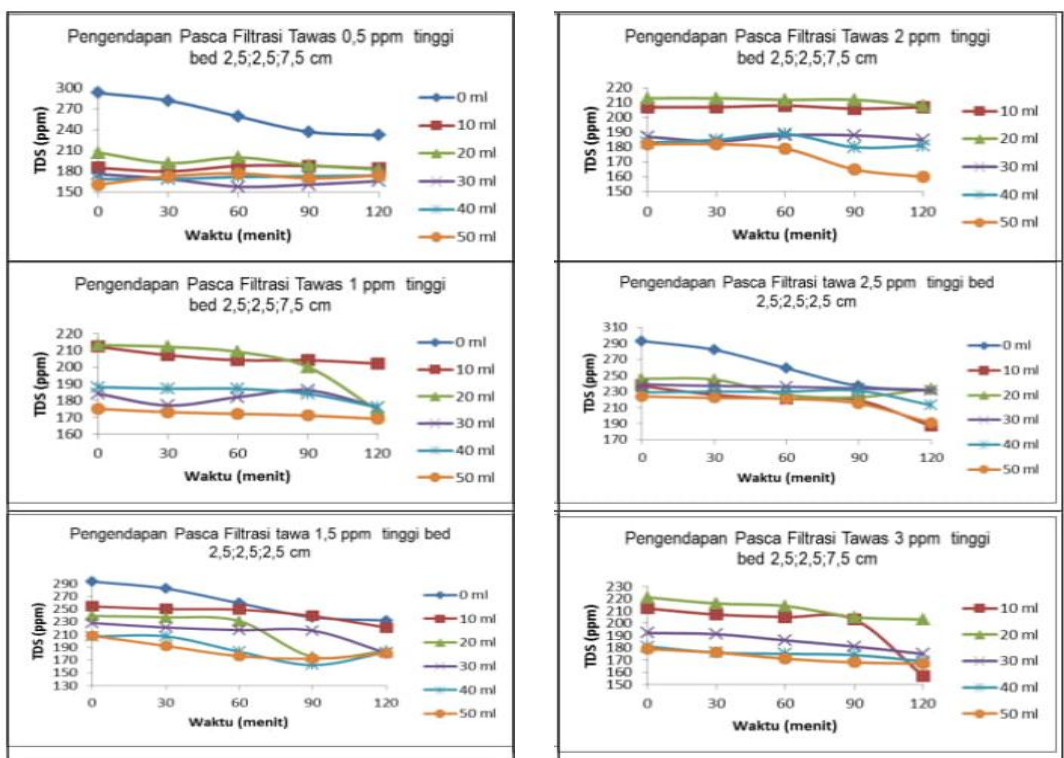 Pengendapan Pasca Filtrasi Tawas 0,5 ppm tinggi
bed 2,5;2,5;7,5 cm
TDS (ppm)
300
270
240
210
180
150
0
30
60
90
120
Waktu (menit)
0 ml
10 ml
20 ml
30 ml
40 ml
50 ml
Pengendapan Pasca Filtrasi Tawas 2 ppm tinggi
bed 2,5;2,5;7,5 cm
TDS (ppm)
220
210
200
190
180
170
160
150
0
30
60
90
120
Waktu (menit)
10 ml
20 ml
30 ml
40 ml
50 ml
Pengendapan Pasca Filtrasi Tawas 1 ppm tinggi
bed 2,5;2,5;7,5 cm
TDS (ppm)
220
210
200
190
180
170
160
0
30
60
90
120
Waktu (menit)
0 ml
10 ml
20 ml
30 ml
40 ml
50 ml
Pengendapan Pasca Filtrasi tawa 2,5 ppm tinggi bed
2,5;2,5;2,5 cm
TDS (ppm)
310
290
270
250
230
210
190
170
0
30
60
90
120
Waktu (menit)
0 ml
10 ml
20 ml
30 ml
40 ml
50 ml
Pengendapan Pasca Filtrasi tawa 1,5 ppm tinggi bed
2,5;2,5;2,5 cm
TDS (ppm)
290
270
250
230
210
190
170
150
130
0
30
60
90
120
Waktu (menit)
0 ml
10 ml
20 ml
30 ml
40 ml
50 ml
Pengendapan Pasca Filtrasi Tawas 3 ppm tinggi
bed 2,5;2,5;7,5 cm
TDS (ppm)
230
220
210
200
190
180
170
160
150
0
30
60
90
120
Waktu (menit)
10 ml
20 ml
30 ml
40 ml
50 ml